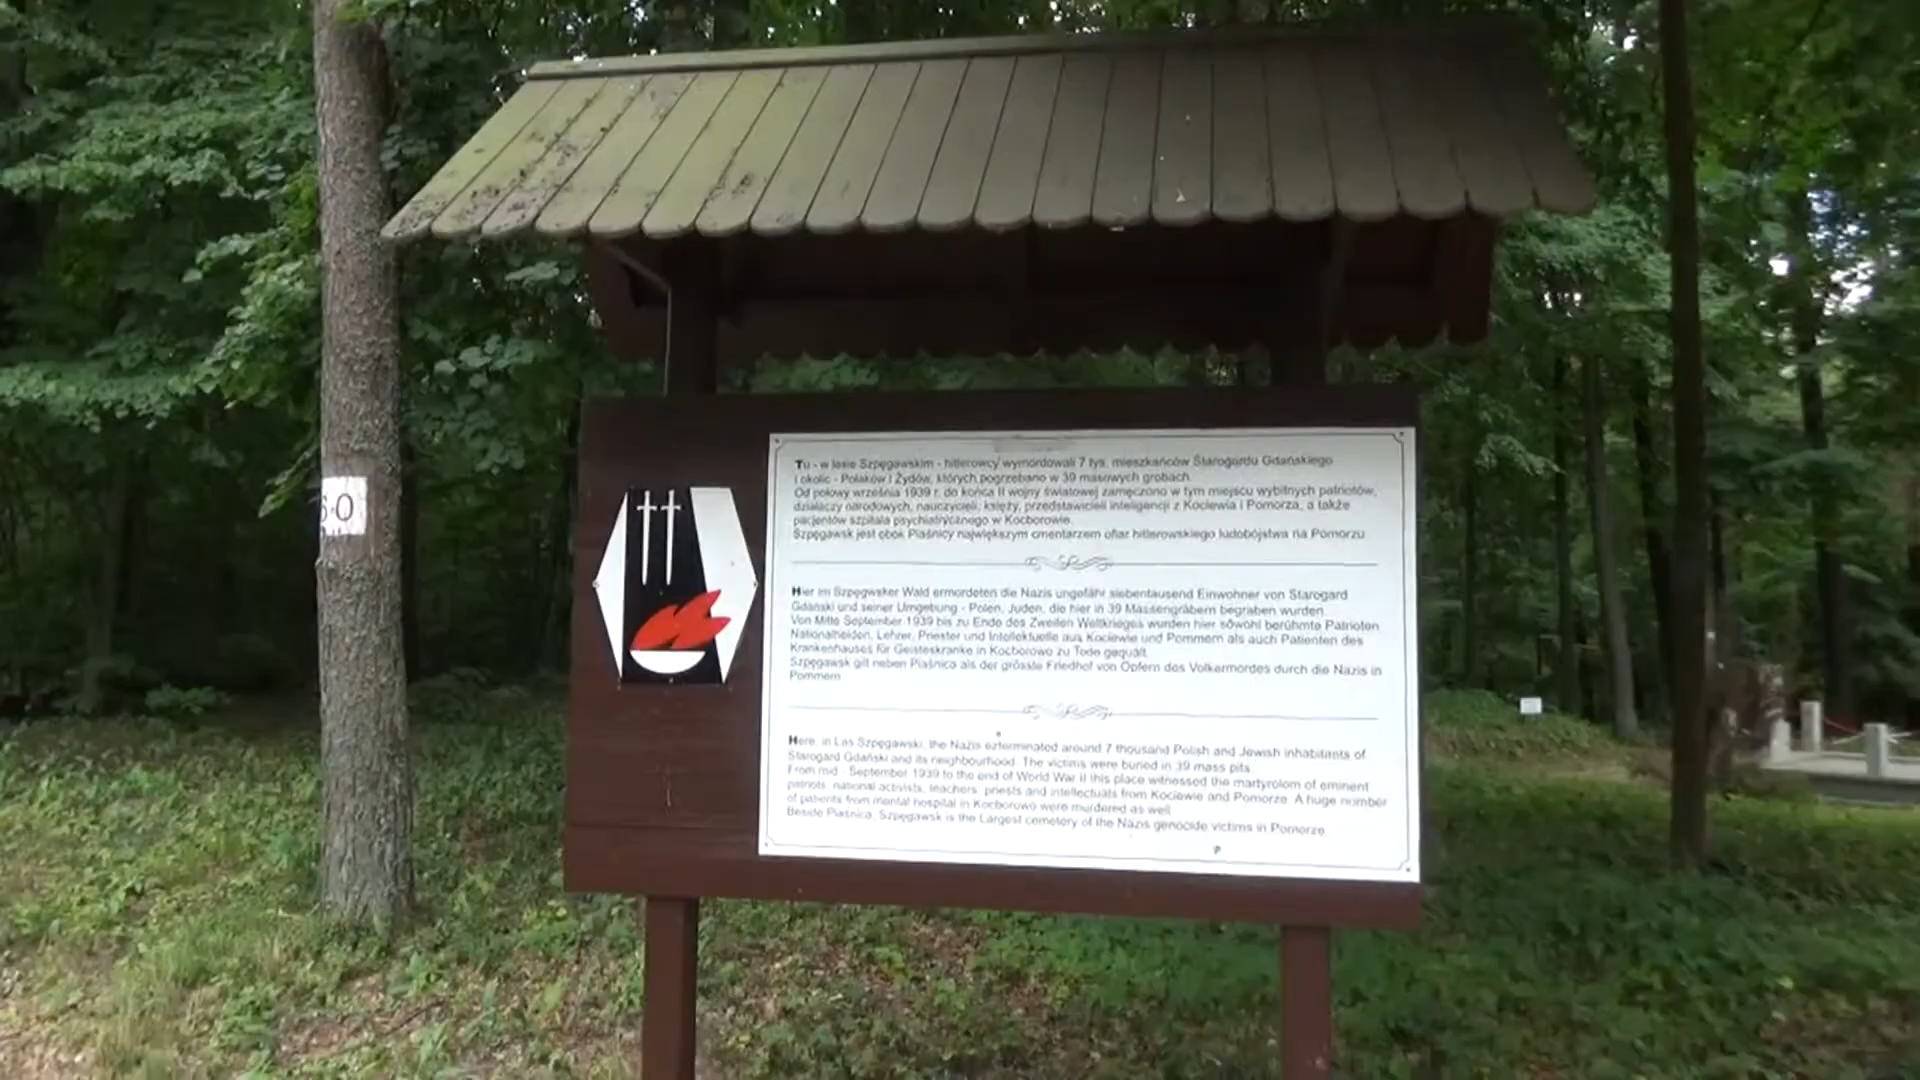 60
Tu - w lesie Szpęgawskim - hitlerowcy wymordowali 7 tys. mieszkańców Starogardu Gdańskiego
i okolic - Polaków i Żydów, których pogrzebano w 39 masowych grobach.
Od połowy września 1939 r. do końca II wojny światowej zamęczono w tym miejscu wybitnych patriotów,
działaczy narodowych, nauczycieli, księży, przedstawicieli inteligencji z Kociewia i Pomorza, a także
pacjentów szpitala psychiatrycznego w Kocborowie.
Szpęgawsk jest obok Piaśnicy największym cmentarzem ofiar hitlerowskiego ludobójstwa na Pomorzu
Hier im Szpęgwsker Wald ermordeten die Nazis ungefähr siebentausend Einwohner von Starogard
Gdański und seiner Umgebung - Polen, Juden, die hier in 39 Massengräbern begraben wurden.
Von Mitte September 1939 bis zu Ende des Zweiten Weltkrieges wurden hier sowohl berühmte Patrioten
Nationalhelden, Lehrer, Priester und Intellektuelle aus Kociewie und Pommern als auch Patienten des
Krankenhauses für Geisteskranke in Kocborowo zu Tode gequält.
Szpęgawsk gilt neben Piaśnica als der grösste Friedhof von Opfern des Volkermordes durch die Nazis in
Pommern
Here, in Las Szpęgawski, the Nazis exterminated around 7 thousand Polish and Jewish inhabitants of
Starogard Gdański and its neighbourhood. The victims were buried in 39 mass pits.
From mid - September 1939 to the end of World War II this place witnessed the martyrolom of eminent
patriots, national activists, teachers, priests and intellectuals from Kociewie and Pomorze. A huge number
of patients from mental hospital in Kocborowo were murdered as well.
Beside Piaśnica, Szpęgawsk is the Largest cemetery of the Nazis genocide victims in Pomorze.